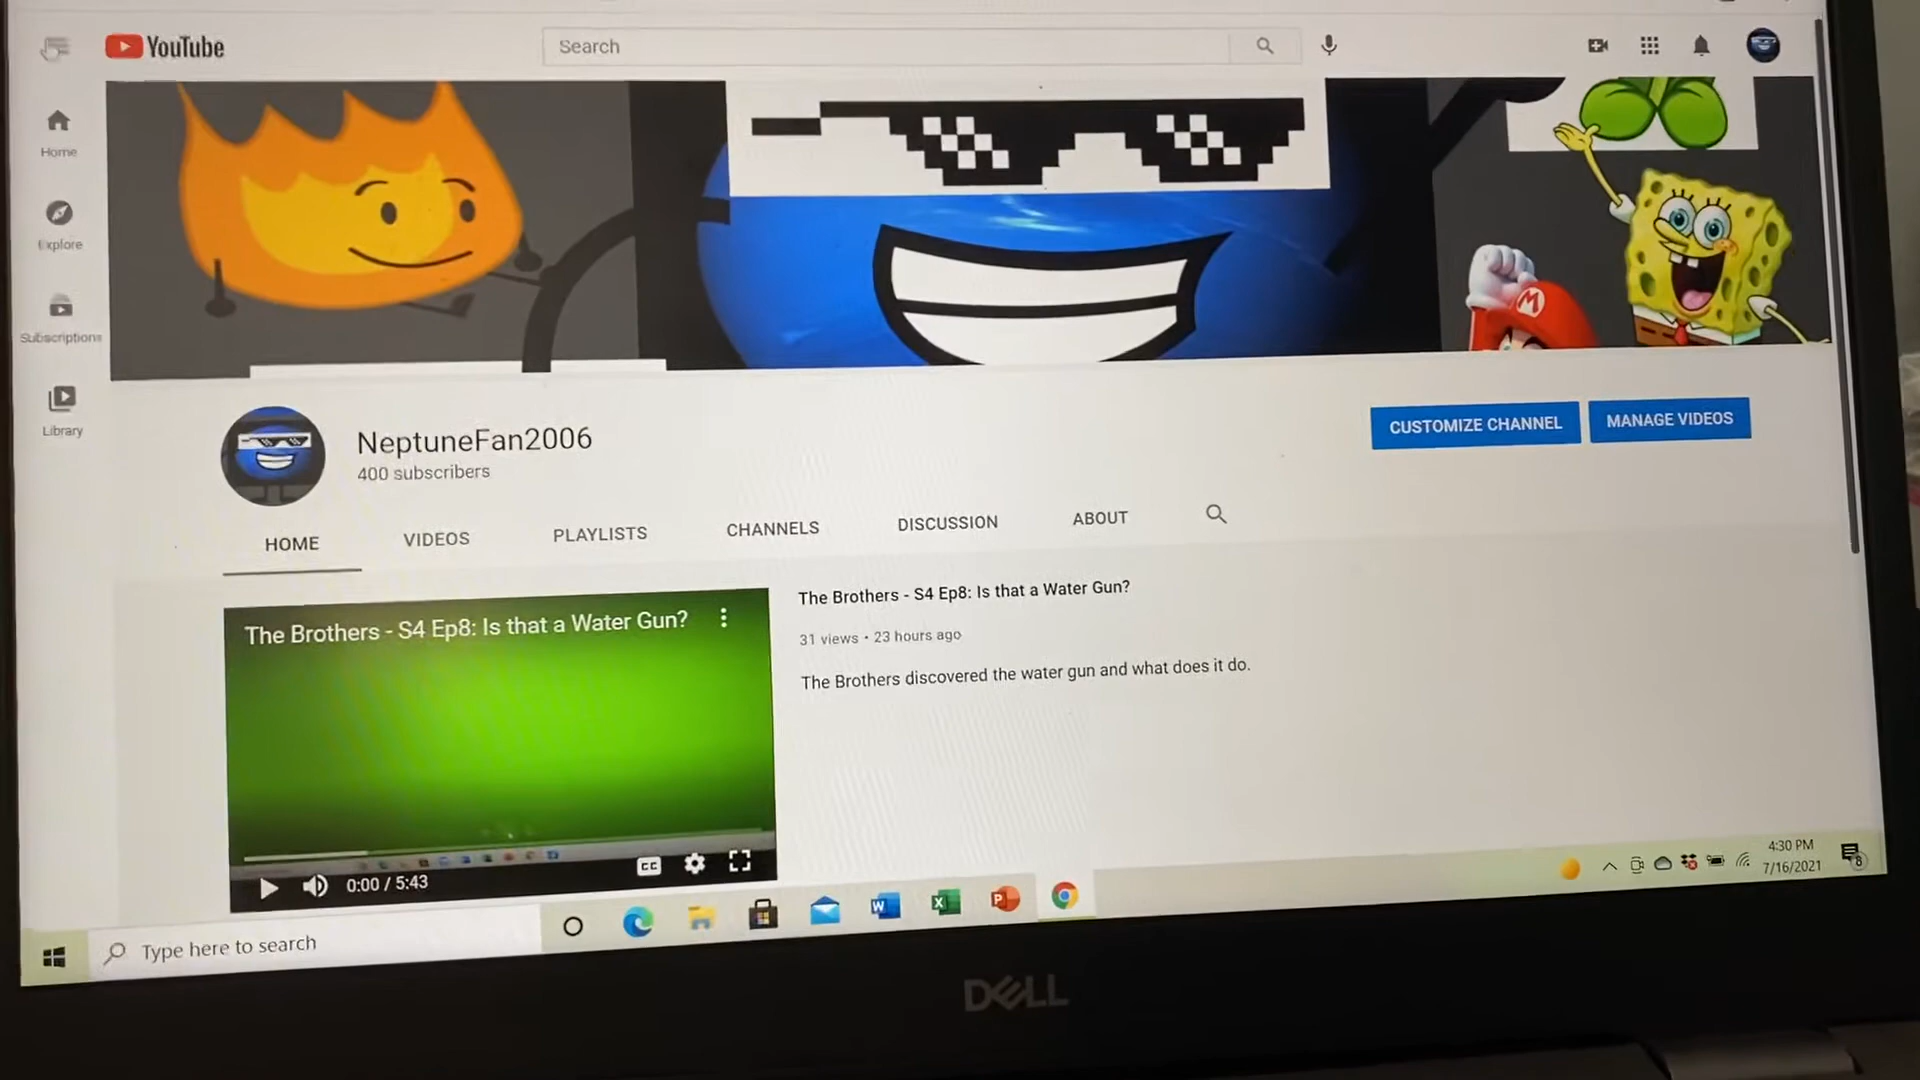 YouTube
Search
Home
Explore
Subscriptions
Library
M
NeptuneFan2006
400 subscribers
CUSTOMIZE CHANNEL
MANAGE VIDEOS
HOME
VIDEOS
PLAYLISTS
CHANNELS
DISCUSSION
ABOUT
The Brothers - S4 Ep8: Is that a Water Gun?
The Brothers - S4 Ep8: Is that a Water Gun?
31 views • 23 hours ago
The Brothers discovered the water gun and what does it do.
0:00 / 5:43
CC
Type here to search
W
X
P
4:30 PM
7/16/2021
8
DELL